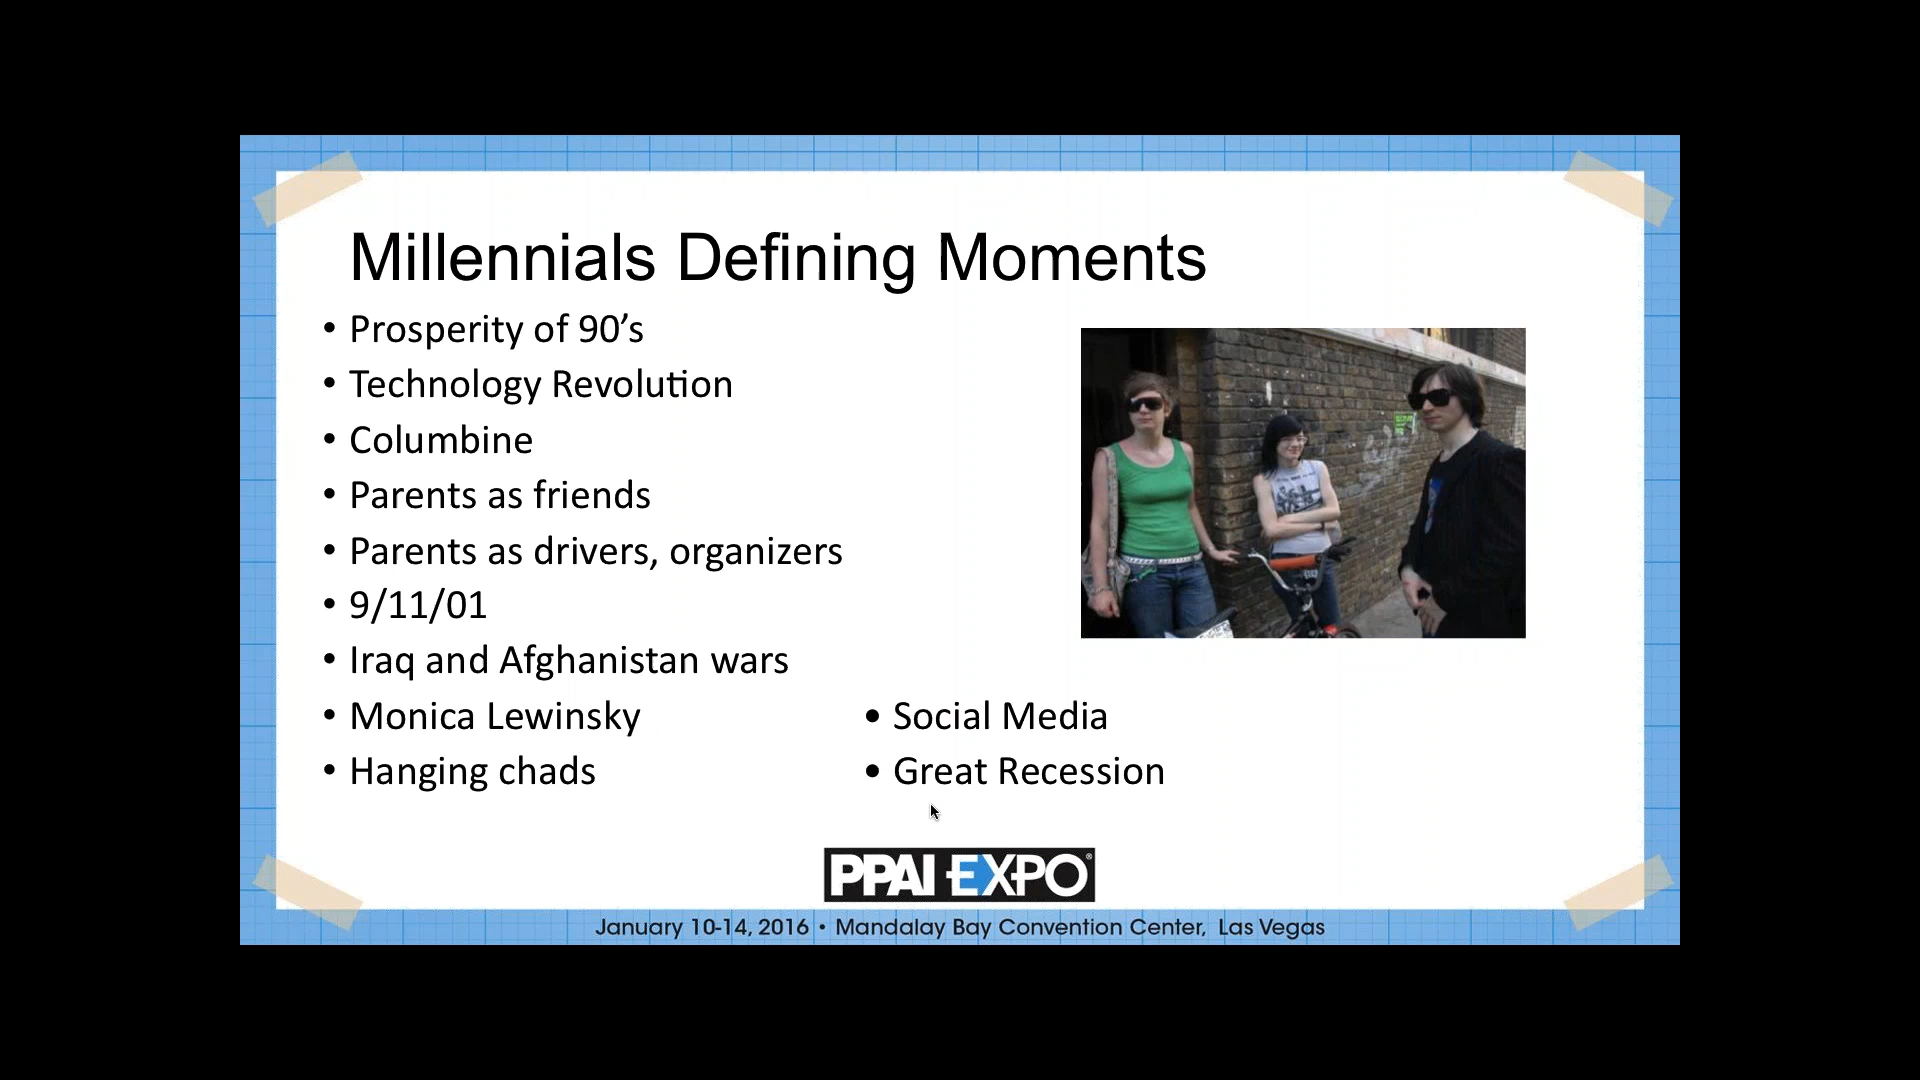 Millennials Defining Moments
• Prosperity of 90’s
• Technology Revolution
• Columbine
• Parents as friends
• Parents as drivers, organizers
• 9/11/01
• Iraq and Afghanistan wars
• Monica Lewinsky
• Hanging chads
• Social Media
• Great Recession
PPAI EXPO®
January 10-14, 2016 • Mandalay Bay Convention Center, Las Vegas